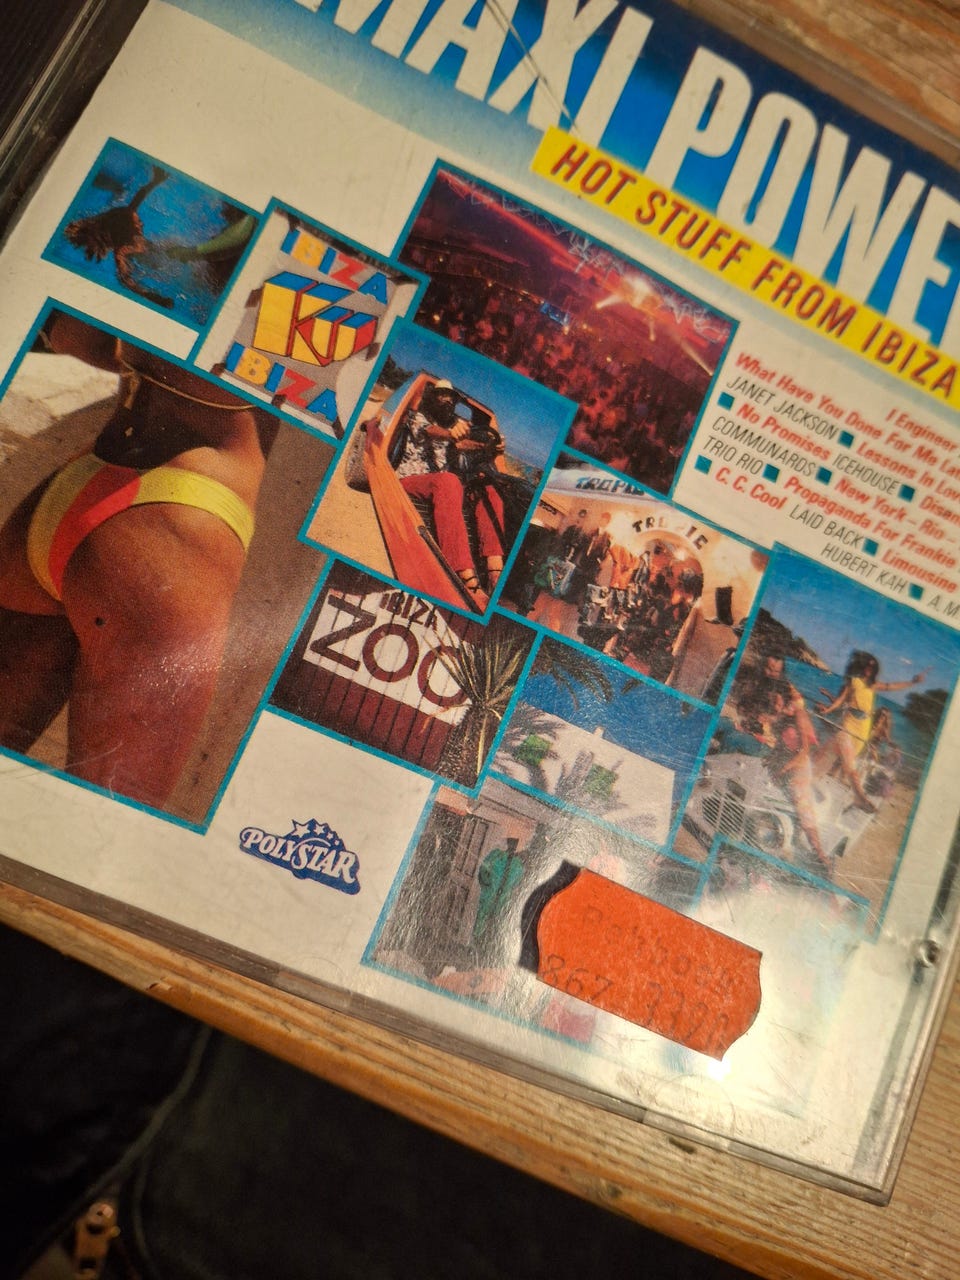 MAXI POWE
HOT STUFF FROM IBIZA
I Engineer
What Have You Done For Me
JANET JACKSON ■ Lessons In
■ No Promises ICEHOUSE ■
COMMUNARDS ■ New York - Rio -
TRIO RIO ■ Propaganda For Frankie
■ C. C. Cool LAID BACK ■ Limousine
HUBERT KAH ■ A.M
IBIZA
KU
IBIZA
TROPIC
IBIZA
ZOO
POLYSTAR
867